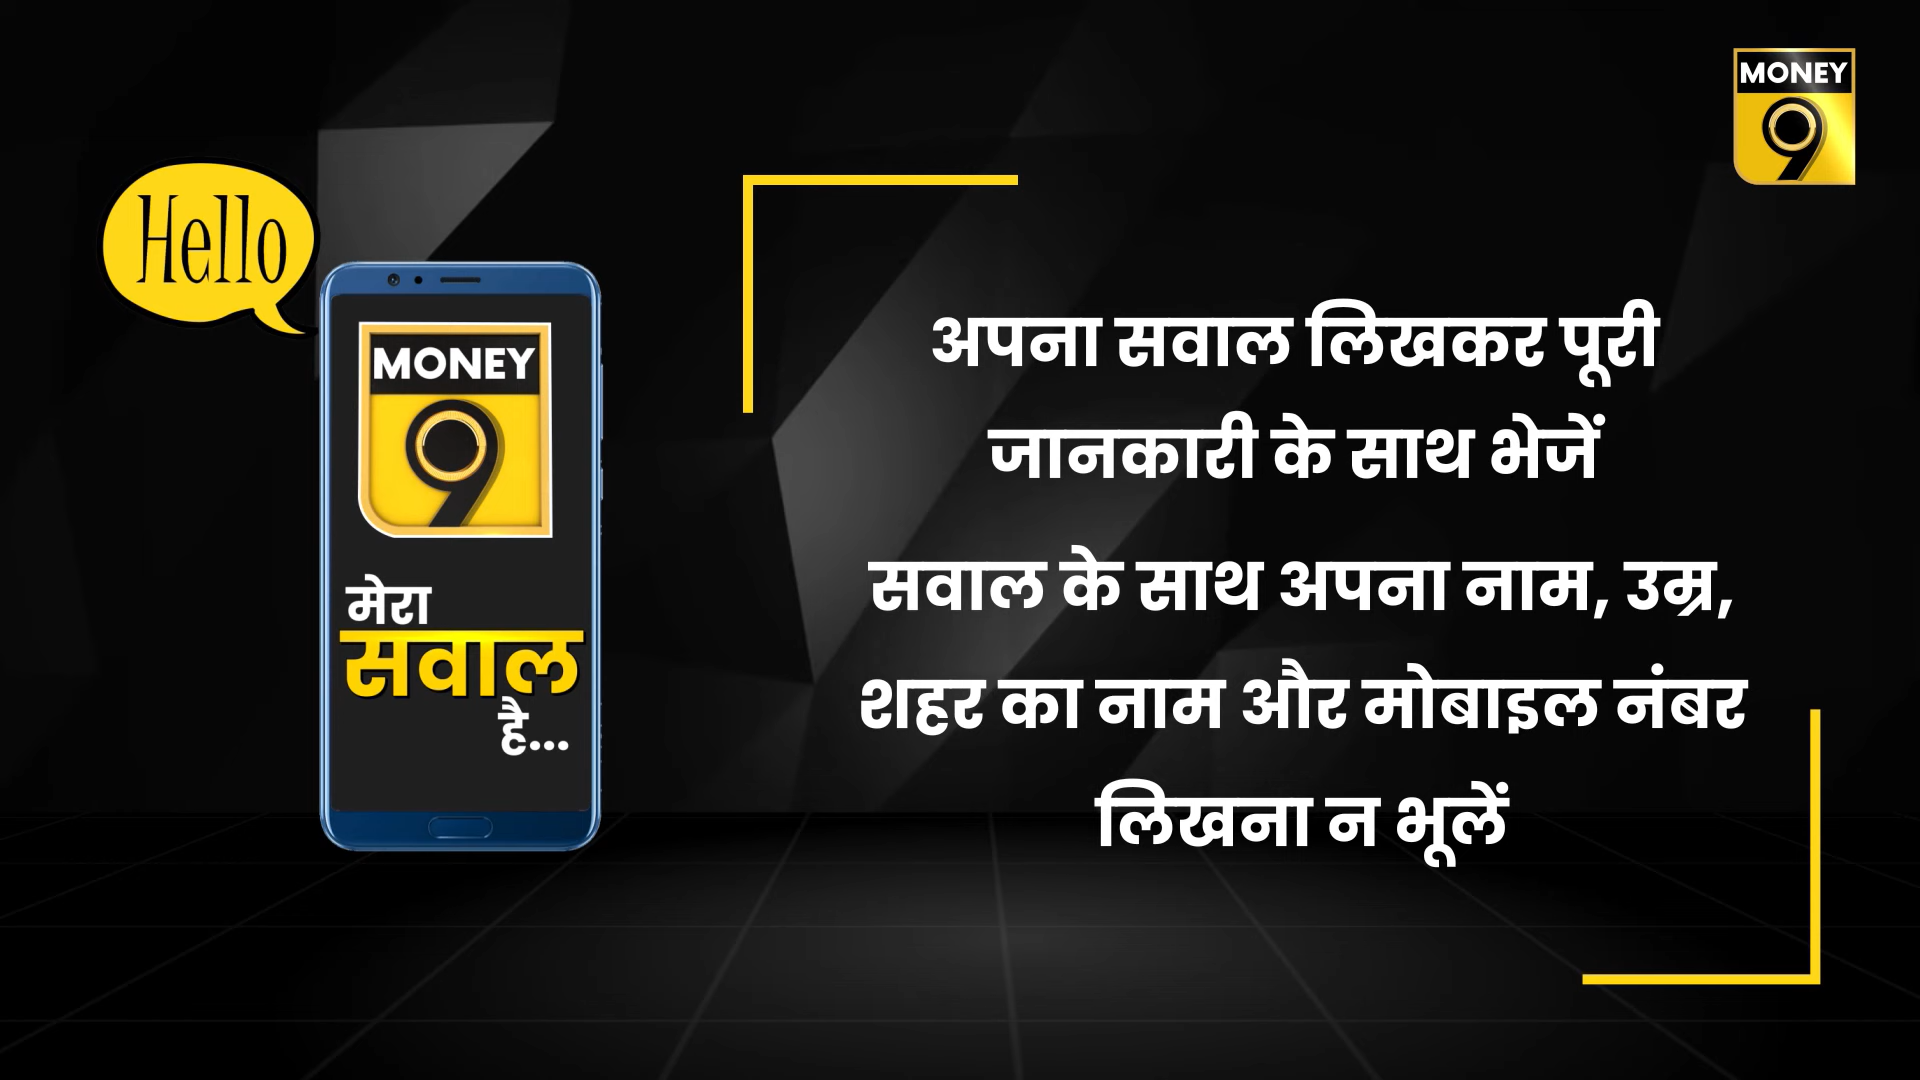 MONEY
9
Hello
MONEY
9
मेरा
सवाल
है...
अपना सवाल लिखकर पूरी
जानकारी के साथ भेजें
सवाल के साथ अपना नाम, उम्र,
शहर का नाम और मोबाइल नंबर
लिखना न भूलें